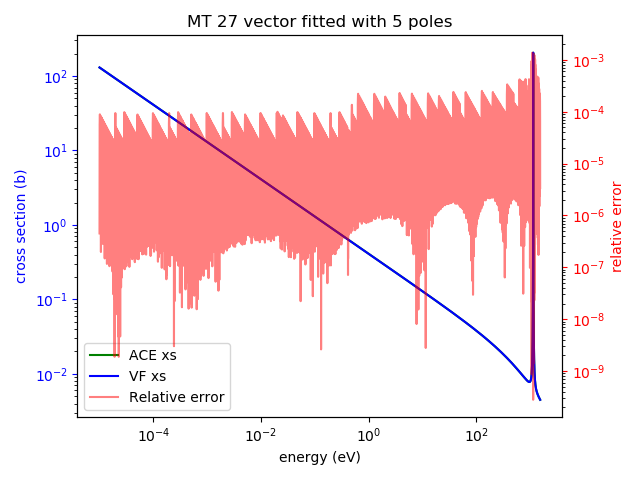 MT 27 vector fitted with 5 poles
cross section (b)
10^2
10^1
10^0
10^-1
10^-2
10^-3
10^-4
10^-5
10^-6
10^-7
10^-8
10^-9
relative error
ACE xs
VF xs
Relative error
10^-4
10^-2
10^0
10^2
energy (eV)